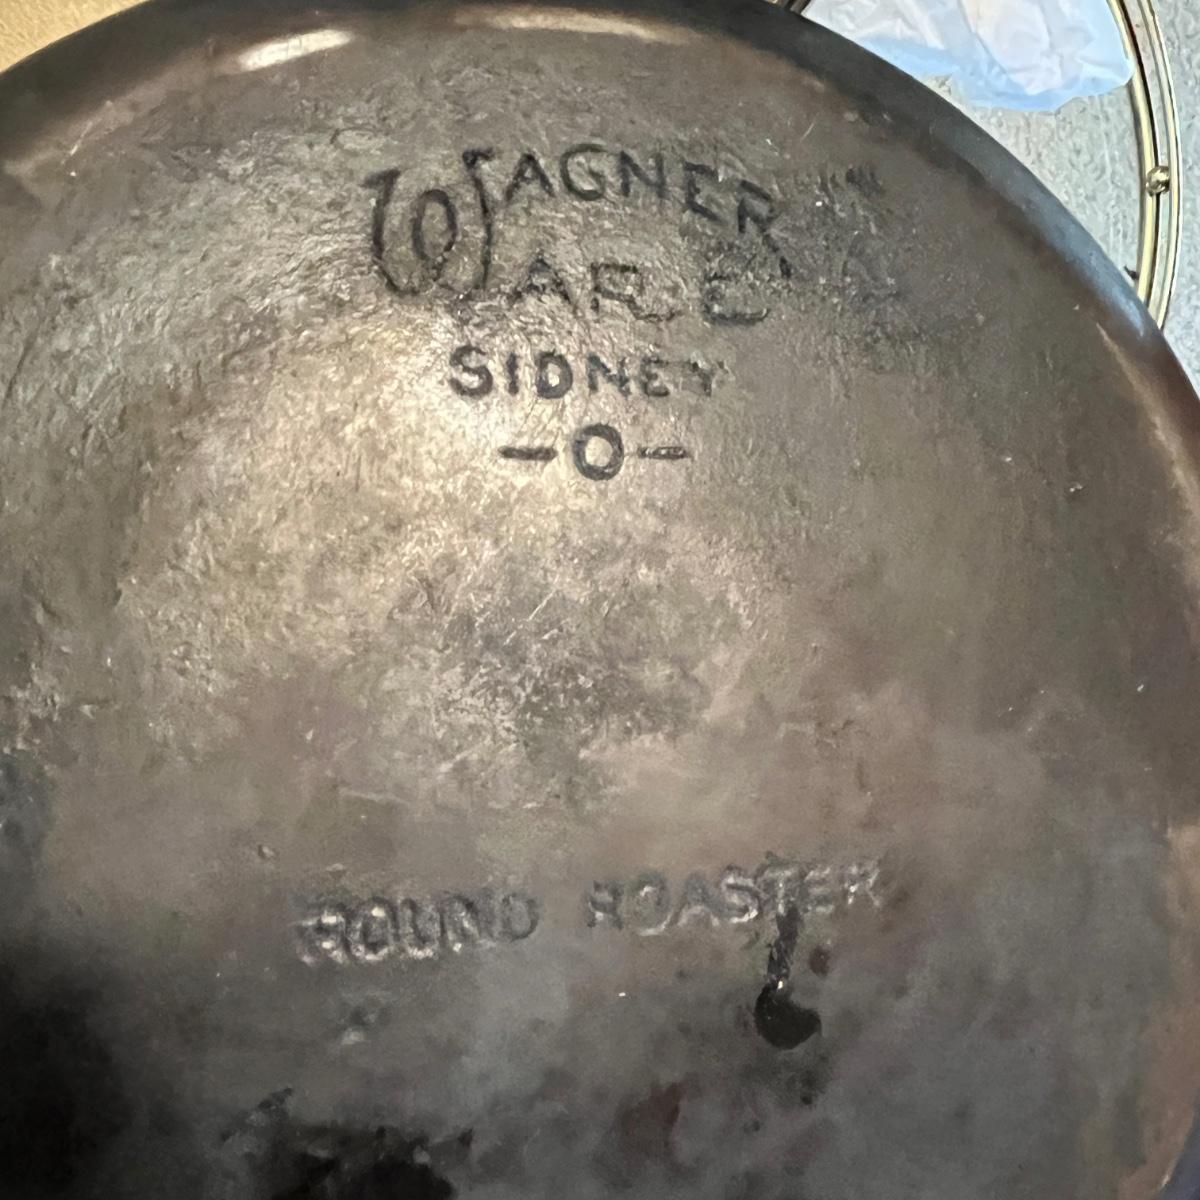 WAGNER
WARE
SIDNEY
-O-
ROUND ROASTER